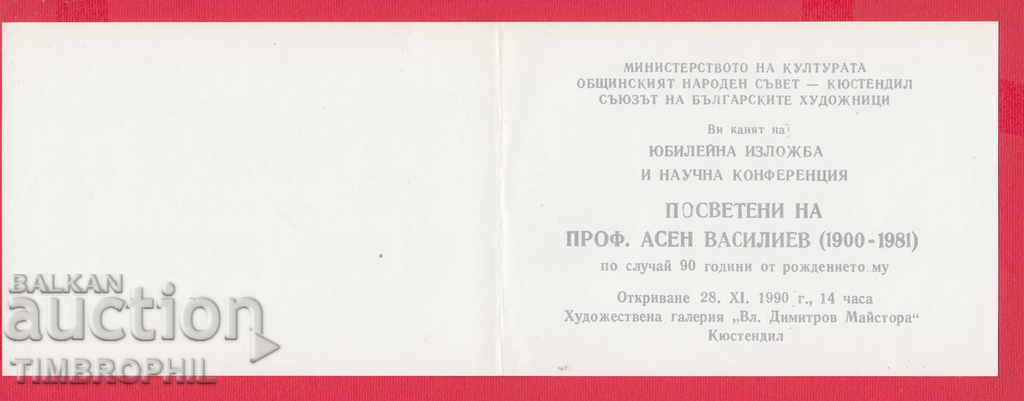 МИНИСТЕРСТВОТО НА КУЛТУРАТА
ОБЩИНСКИЯТ НАРОДЕН СЪВЕТ — КЮСТЕНДИЛ
СЪЮЗЪТ НА БЪЛГАРСКИТЕ ХУДОЖНИЦИ
Ви канят на
ЮБИЛЕЙНА ИЗЛОЖБА
И НАУЧНА КОНФЕРЕНЦИЯ
ПОСВЕТЕНИ НА
ПРОФ. АСЕН ВАСИЛИЕВ (1900-1981)
по случай 90 години от рождението му
Откриване 28. XI. 1990 г., 14 часа
Художествена галерия „Вл. Димитров Майстора“
Кюстендил
BALKAN
auction
TIMBROPHIL